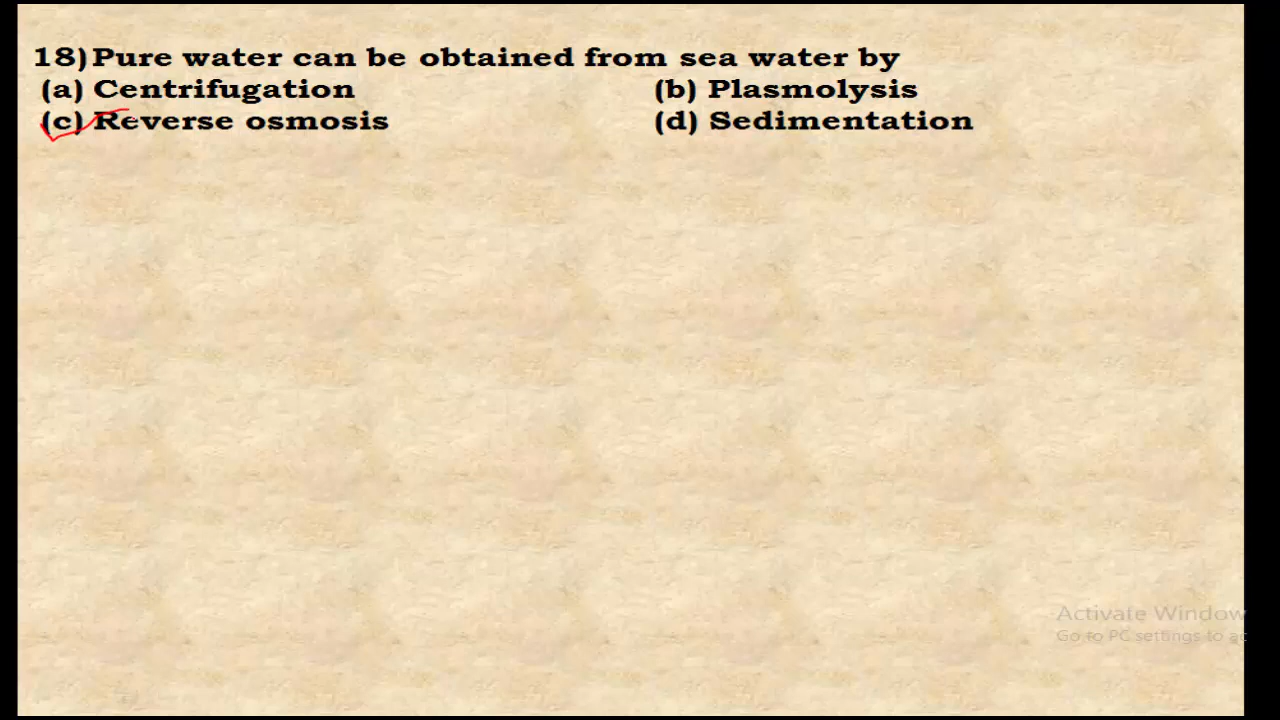 18) Pure water can be obtained from sea water by
(a) Centrifugation (b) Plasmolysis
(c) Reverse osmosis (d) Sedimentation
Activate Window
Go to PC settings to ac